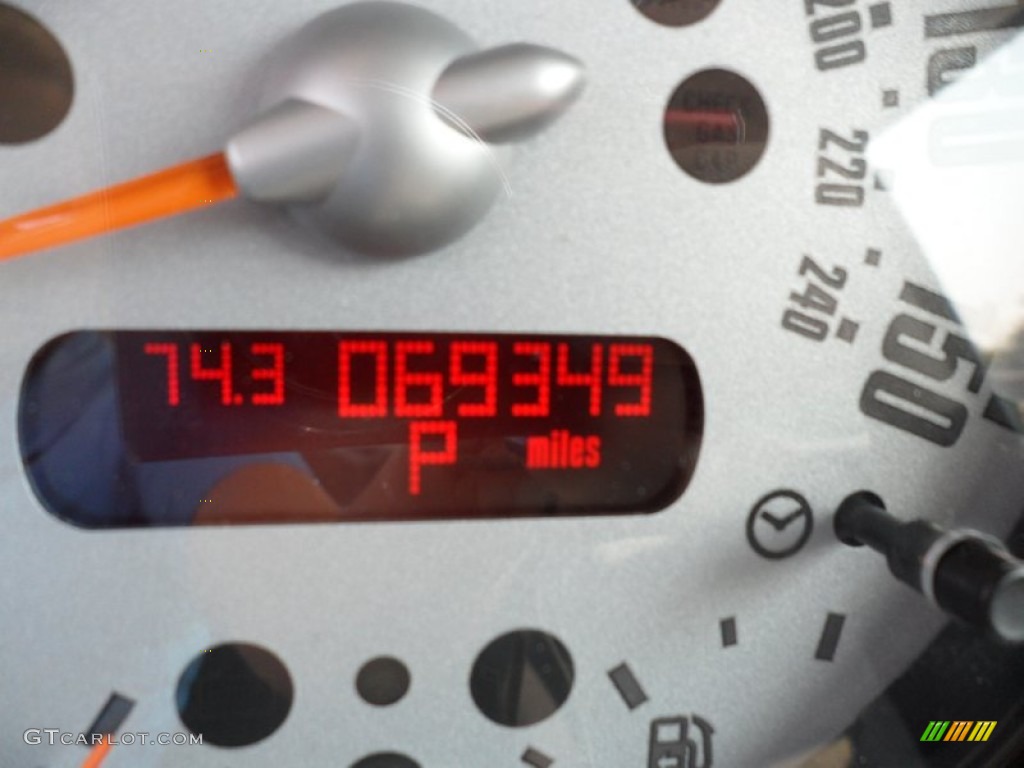 200
220
240
150
CHECK
GAS
CAP
74.3 069349
P miles
GTCARLOT.COM